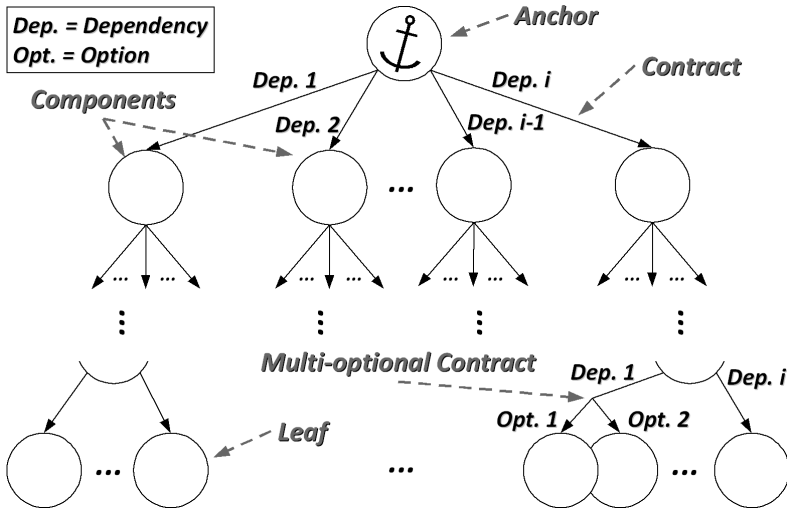 Dep. = Dependency
Opt. = Option
Anchor
Components
Dep. 1
Dep. 2
Dep. i-1
Dep. i
Contract
...
... ...
... ...
... ...
... ...
...
...
...
...
Multi-optional Contract
Dep. 1
Dep. i
Opt. 1
Opt. 2
Leaf
...
...
...